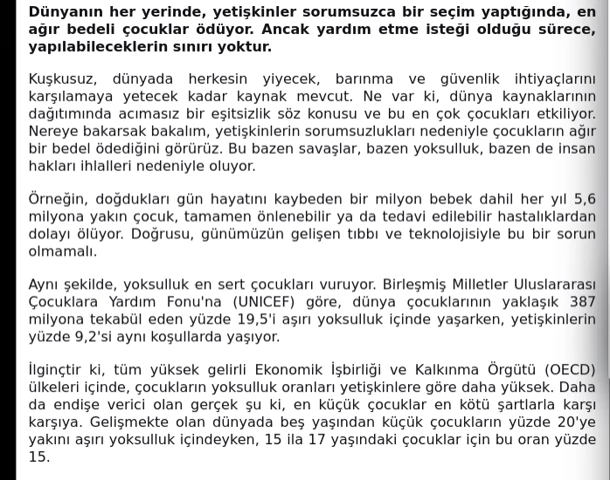 Dünyanın her yerinde, yetişkinler sorumsuzca bir seçim yaptığında, en
ağır bedeli çocuklar ödüyor. Ancak yardım etme isteği olduğu sürece,
yapılabileceklerin sınırı yoktur.
Kuşkusuz, dünyada herkesin yiyecek, barınma ve güvenlik ihtiyaçlarını
karşılamaya yetecek kadar kaynak mevcut. Ne var ki, dünya kaynaklarının
dağıtımında acımasız bir eşitsizlik söz konusu ve bu en çok çocukları etkiliyor.
Nereye bakarsak bakalım, yetişkinlerin sorumsuzlukları nedeniyle çocukların ağır
bir bedel ödediğini görürüz. Bu bazen savaşlar, bazen yoksulluk, bazen de insan
hakları ihlalleri nedeniyle oluyor.
Örneğin, doğdukları gün hayatını kaybeden bir milyon bebek dahil her yıl 5,6
milyona yakın çocuk, tamamen önlenebilir ya da tedavi edilebilir hastalıklardan
dolayı ölüyor. Doğrusu, günümüzün gelişen tıbbı ve teknolojisiyle bu bir sorun
olmamalı.
Aynı şekilde, yoksulluk en sert çocukları vuruyor. Birleşmiş Milletler Uluslararası
Çocuklara Yardım Fonu'na (UNICEF) göre, dünya çocuklarının yaklaşık 387
milyona tekabül eden yüzde 19,5'i aşırı yoksulluk içinde yaşarken, yetişkinlerin
yüzde 9,2'si aynı koşullarda yaşıyor.
İlginçtir ki, tüm yüksek gelirli Ekonomik İşbirliği ve Kalkınma Örgütü (OECD)
ülkeleri içinde, çocukların yoksulluk oranları yetişkinlere göre daha yüksek. Daha
da endişe verici olan gerçek şu ki, en küçük çocuklar en kötü şartlarla karşı
karşıya. Gelişmekte olan dünyada beş yaşından küçük çocukların yüzde 20'ye
yakını aşırı yoksulluk içindeyken, 15 ila 17 yaşındaki çocuklar için bu oran yüzde
15.